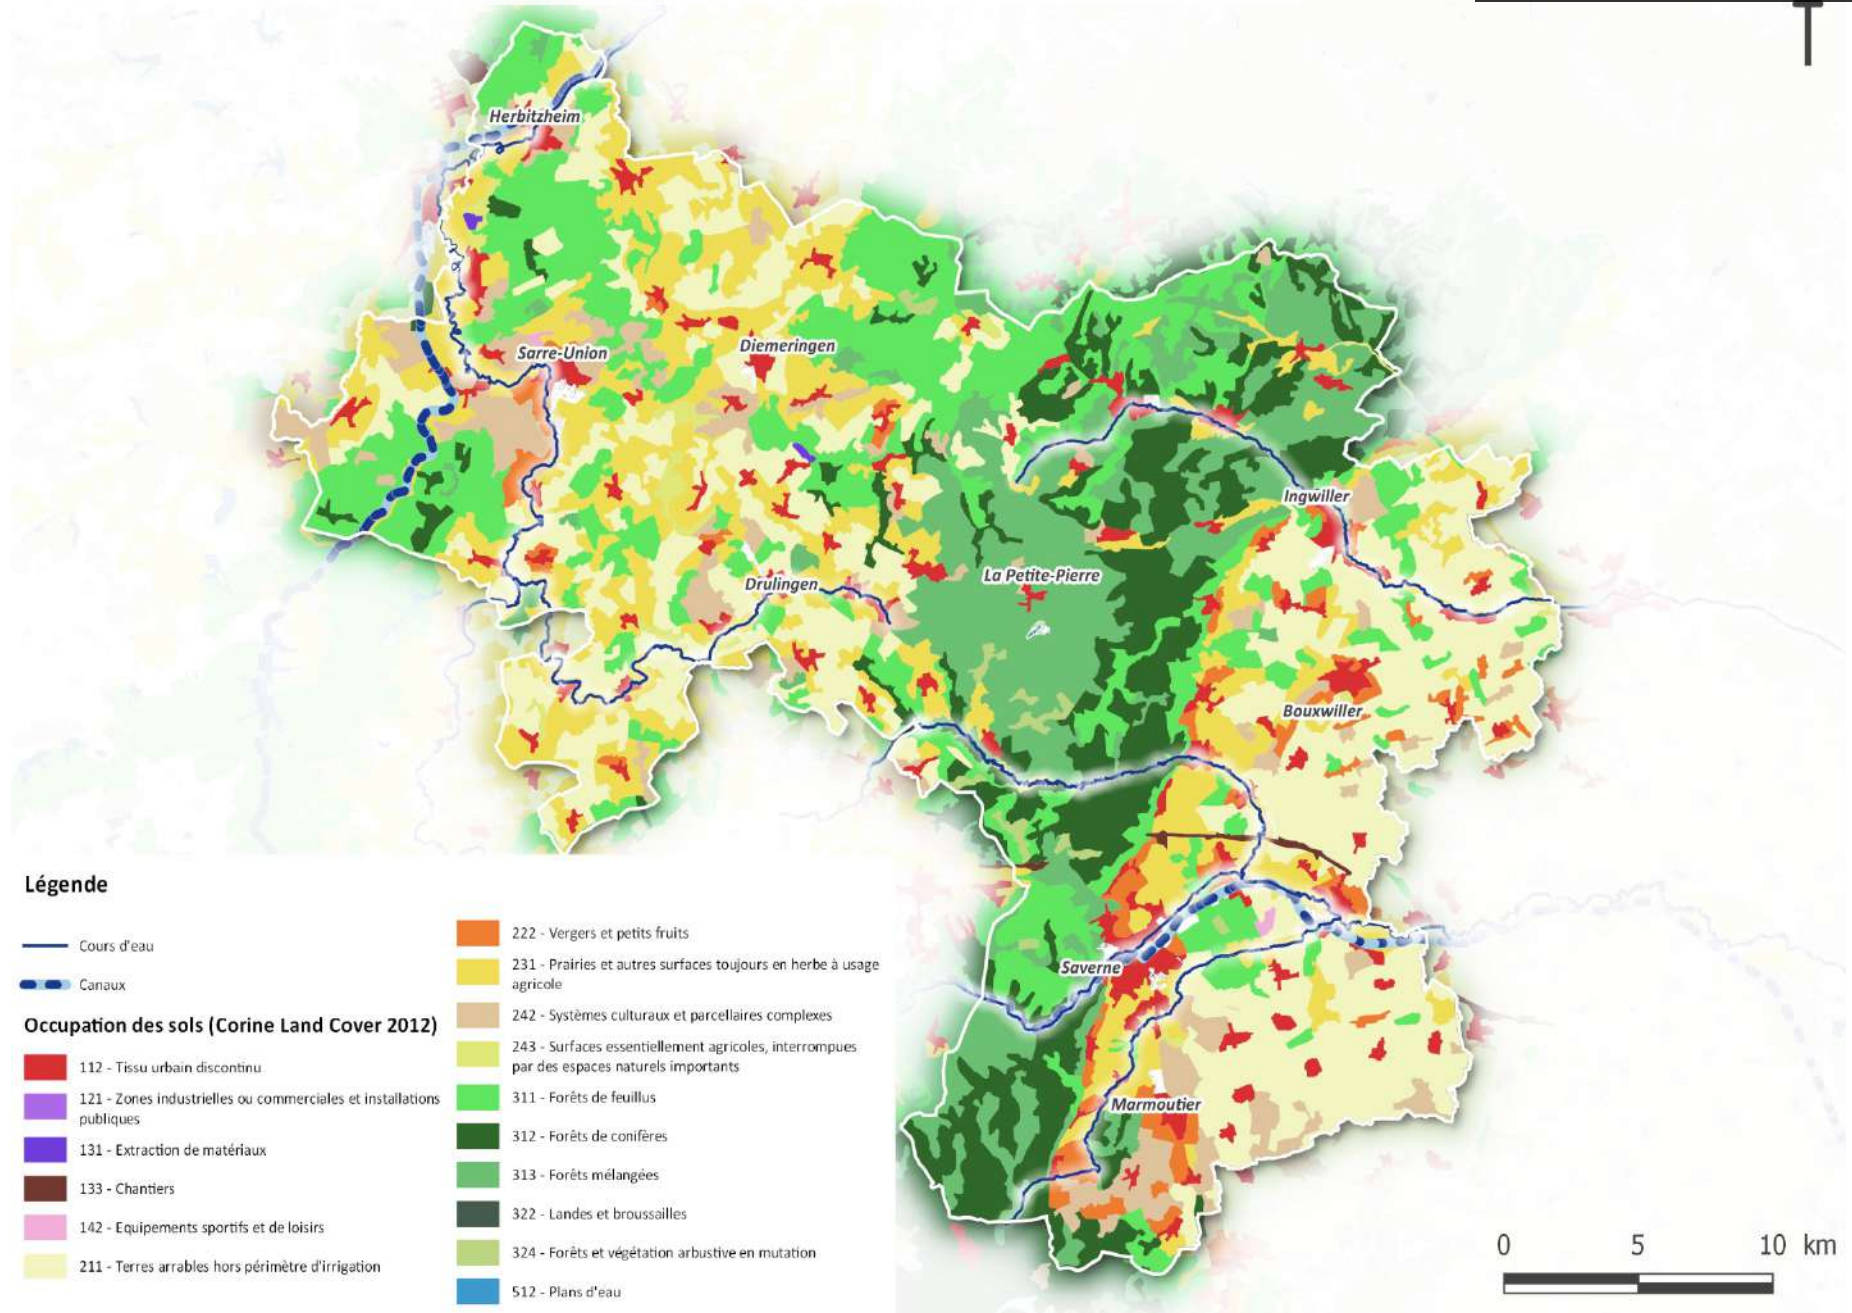 Herbitzheim
Sarre-Union
Diemeringen
Ingwiller
La Petite-Pierre
Drulingen
Bouxwiller
Saverne
Marmoutier
Légende
Cours d'eau
Canaux
Occupation des sols (Corine Land Cover 2012)
112 - Tissu urbain discontinu
121 - Zones industrielles ou commerciales et installations
publiques
131 - Extraction de matériaux
133 - Chantiers
142 - Equipements sportifs et de loisirs
211 - Terres arrables hors périmètre d'irrigation
222 - Vergers et petits fruits
231 - Prairies et autres surfaces toujours en herbe à usage
agricole
242 - Systèmes culturaux et parcellaires complexes
243 - Surfaces essentiellement agricoles, interrompues
par des espaces naturels importants
311 - Forêts de feuillus
312 - Forêts de conifères
313 - Forêts mélangées
322 - Landes et broussailles
324 - Forêts et végétation arbustive en mutation
512 - Plans d'eau
0 5 10 km